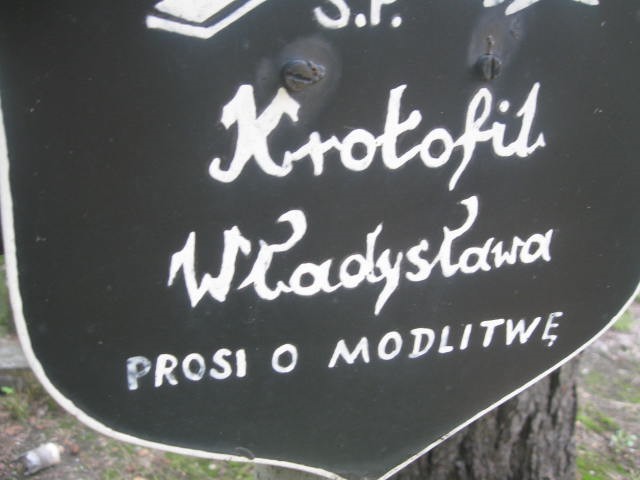 Ś.P.
Krotofil
Władysława
PROSI O MODLITWĘ